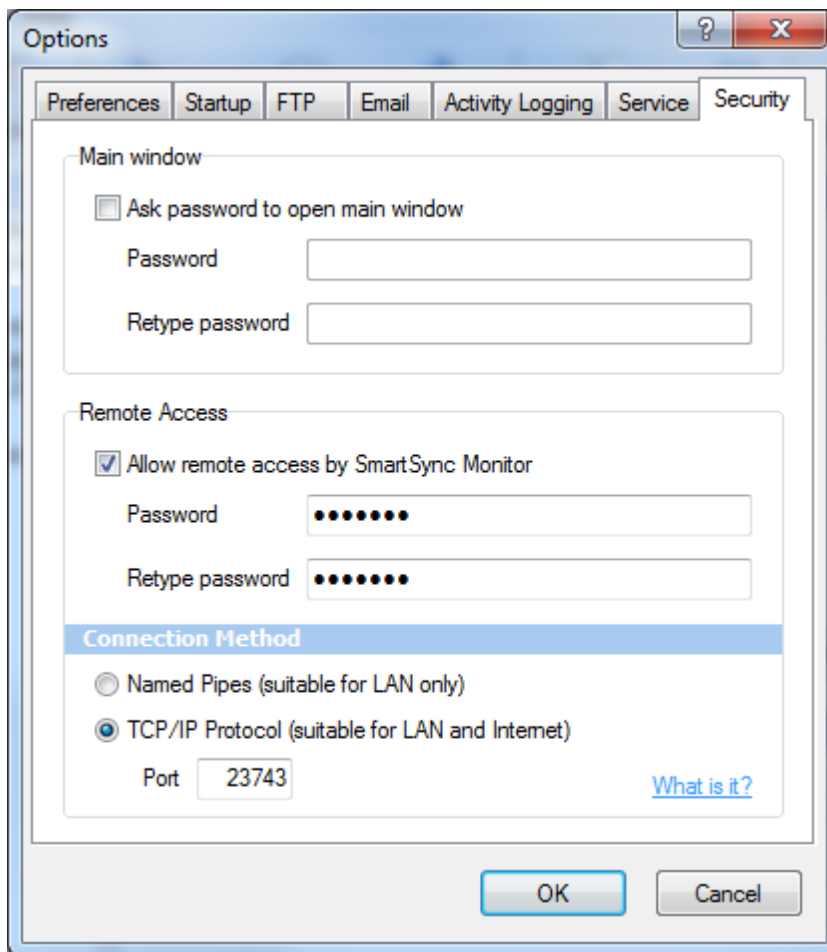 Options
Preferences Startup FTP Email Activity Logging Service Security
Main window
Ask password to open main window
Password
Retype password
Remote Access
Allow remote access by SmartSync Monitor
Password •••••••
Retype password •••••••
Connection Method
Named Pipes (suitable for LAN only)
TCP/IP Protocol (suitable for LAN and Internet)
Port 23743 What is it?
OK Cancel